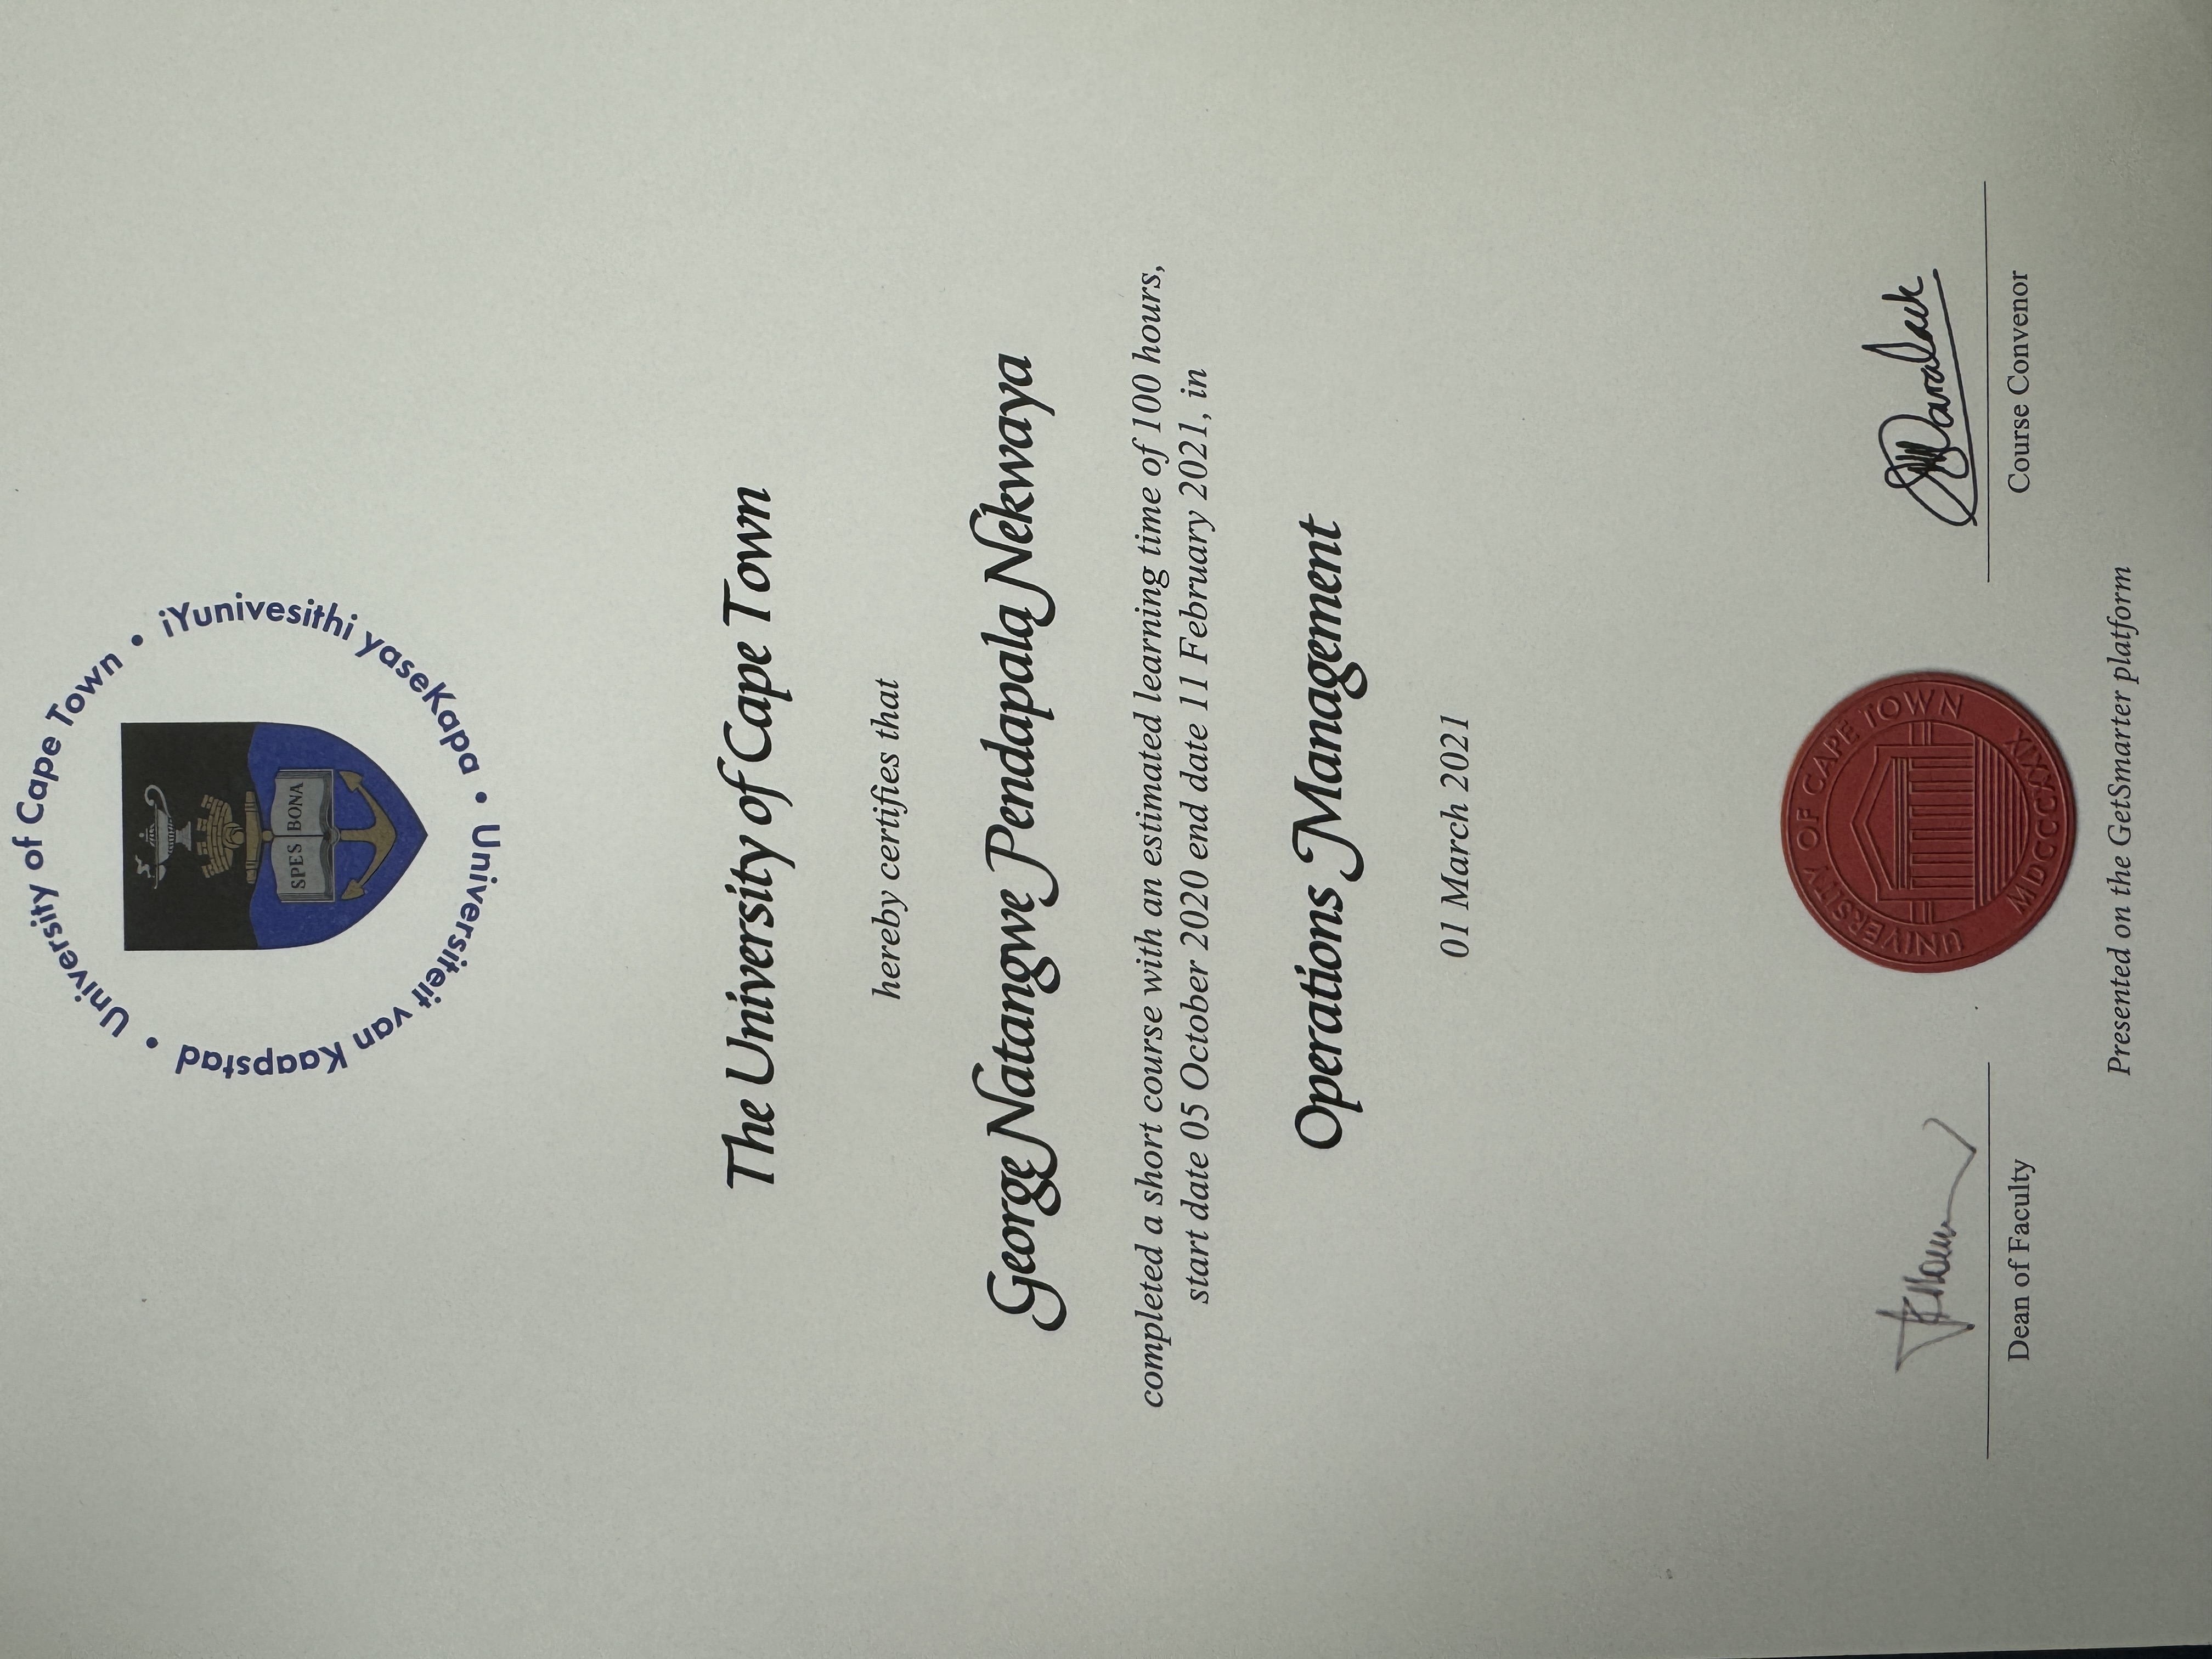 University of Cape Town • iYunivesithi yaseKapa • Universiteit van Kaapstad •
SPES BONA
The University of Cape Town
hereby certifies that
George Natangwe Pendapala Nekwaya
completed a short course with an estimated learning time of 100 hours,
start date 05 October 2020 end date 11 February 2021, in
Operations Management
01 March 2021
UNIVERSITY OF CAPE TOWN
MDCCCXXIX
Dean of Faculty
Course Convenor
Presented on the GetSmarter platform